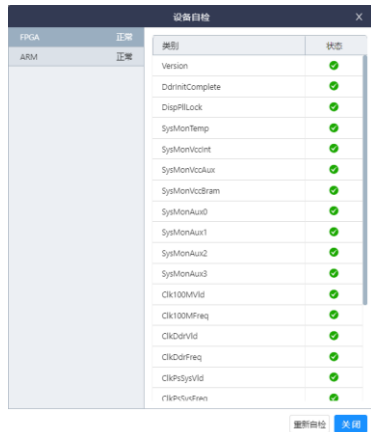 设备自检 X
FPGA 正常
ARM 正常
类别 状态
Version
DdrInitComplete
DispPllLock
SysMonTemp
SysMonVccInt
SysMonVccAux
SysMonVccBram
SysMonAux0
SysMonAux1
SysMonAux2
SysMonAux3
Clk100MVld
Clk100MFreq
ClkDdrVld
ClkDdrFreq
ClkPsSysVld
ClkPsSysFreq
重新自检 关闭